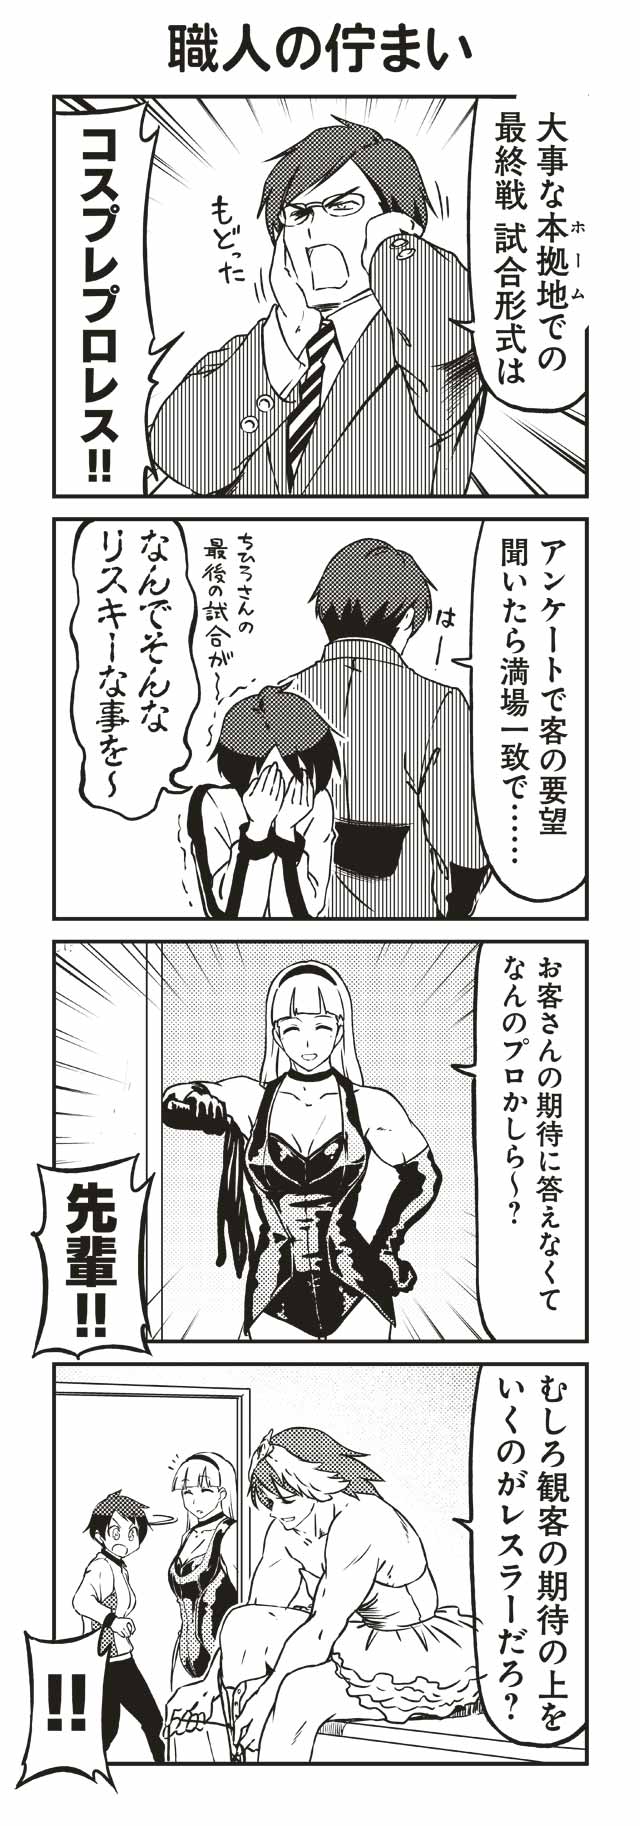 職人の佇まい
大事な本拠地での
ホーム
最終戦 試合形式は
もどった
コスプレプロレス!!
アンケートで客の要望
聞いたら満場一致で……
はー
ちひろさんの
最後の試合が〜
なんでそんな
リスキーな事を〜
お客さんの期待に答えなくて
なんのプロかしら〜?
先輩!!
むしろ観客の期待の上を
いくのがレスラーだろ?
!!